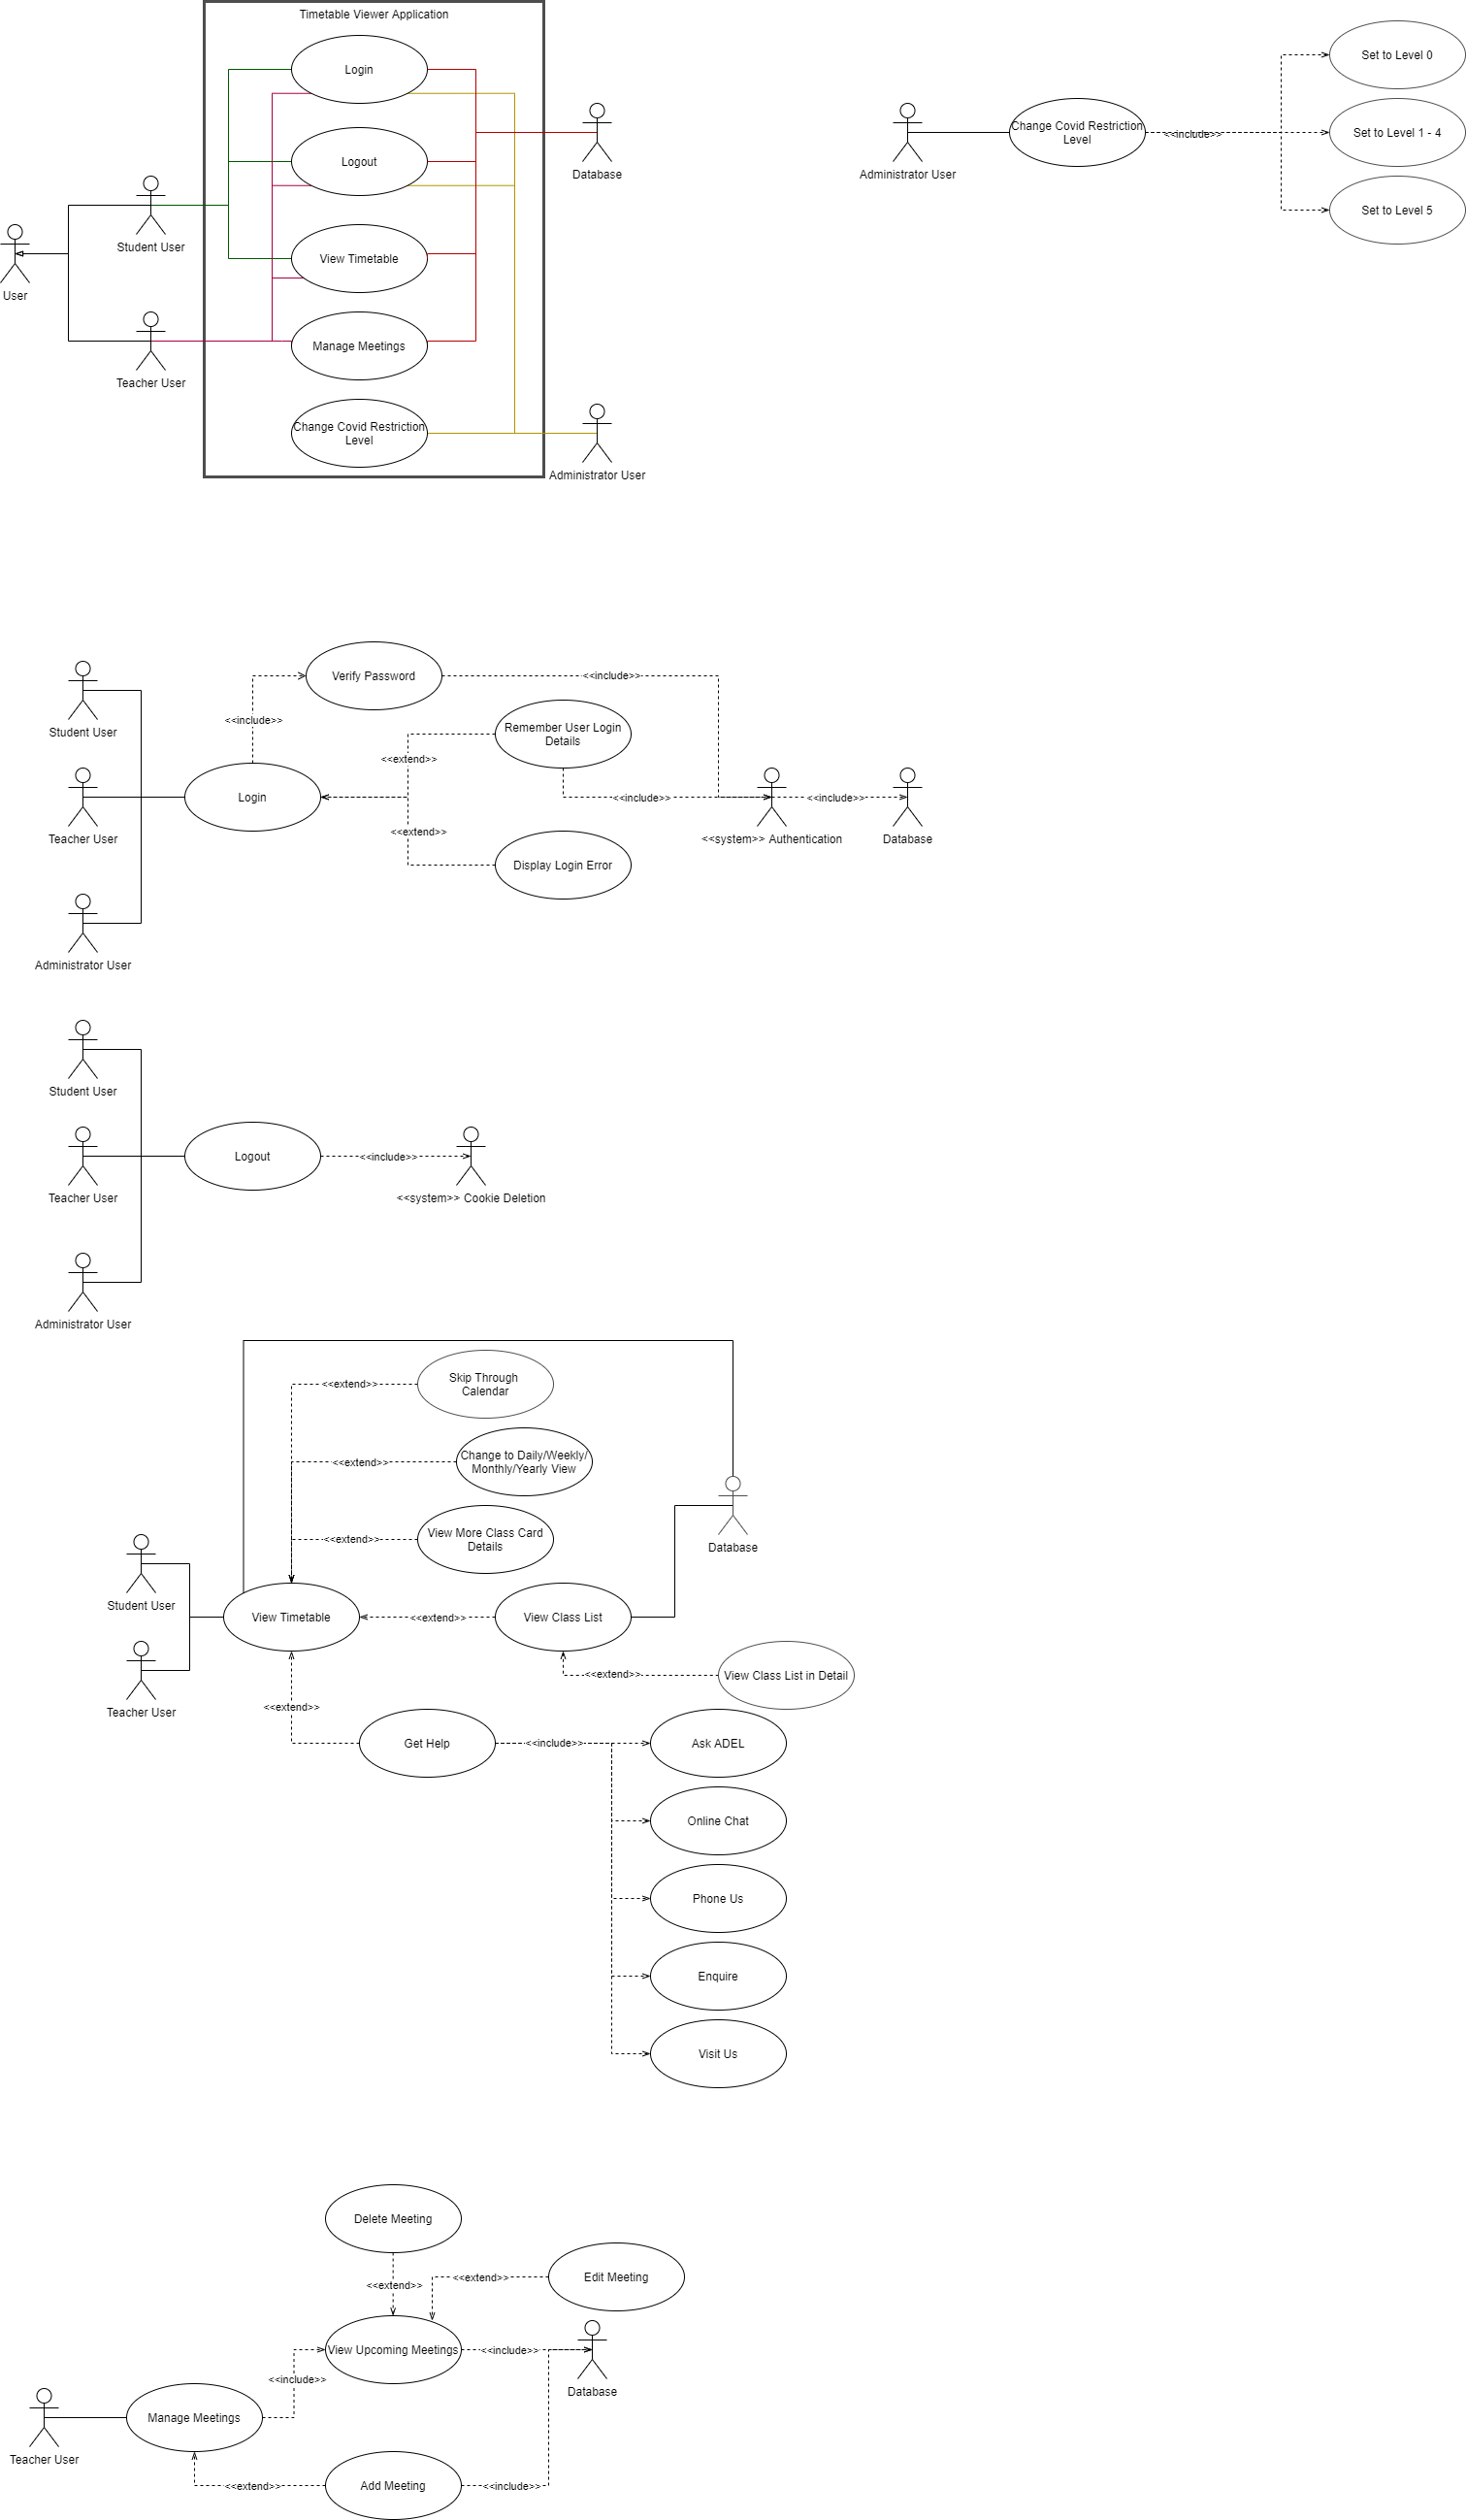 Timetable Viewer Application
Login
Logout
View Timetable
Manage Meetings
Change Covid Restriction
Level
Student User
User
Teacher User
Database
Administrator User
Administrator User
Change Covid Restriction
Level
<<include>>
Set to Level 0
Set to Level 1 - 4
Set to Level 5
Student User
Teacher User
Administrator User
Login
<<include>>
Verify Password
<<include>>
<<extend>>
Remember User Login
Details
<<include>>
<<extend>>
Display Login Error
<<system>> Authentication
<<include>>
Database
Student User
Teacher User
Administrator User
Logout
<<include>>
<<system>> Cookie Deletion
<<extend>>
Skip Through
Calendar
<<extend>>
Change to Daily/Weekly/
Monthly/Yearly View
<<extend>>
View More Class Card
Details
Database
Student User
Teacher User
View Timetable
<<extend>>
View Class List
<<extend>>
View Class List in Detail
<<extend>>
Get Help
<<include>>
Ask ADEL
Online Chat
Phone Us
Enquire
Visit Us
Delete Meeting
<<extend>>
<<extend>>
Edit Meeting
View Upcoming Meetings
<<include>>
Database
<<include>>
Teacher User
Manage Meetings
<<extend>>
Add Meeting
<<include>>